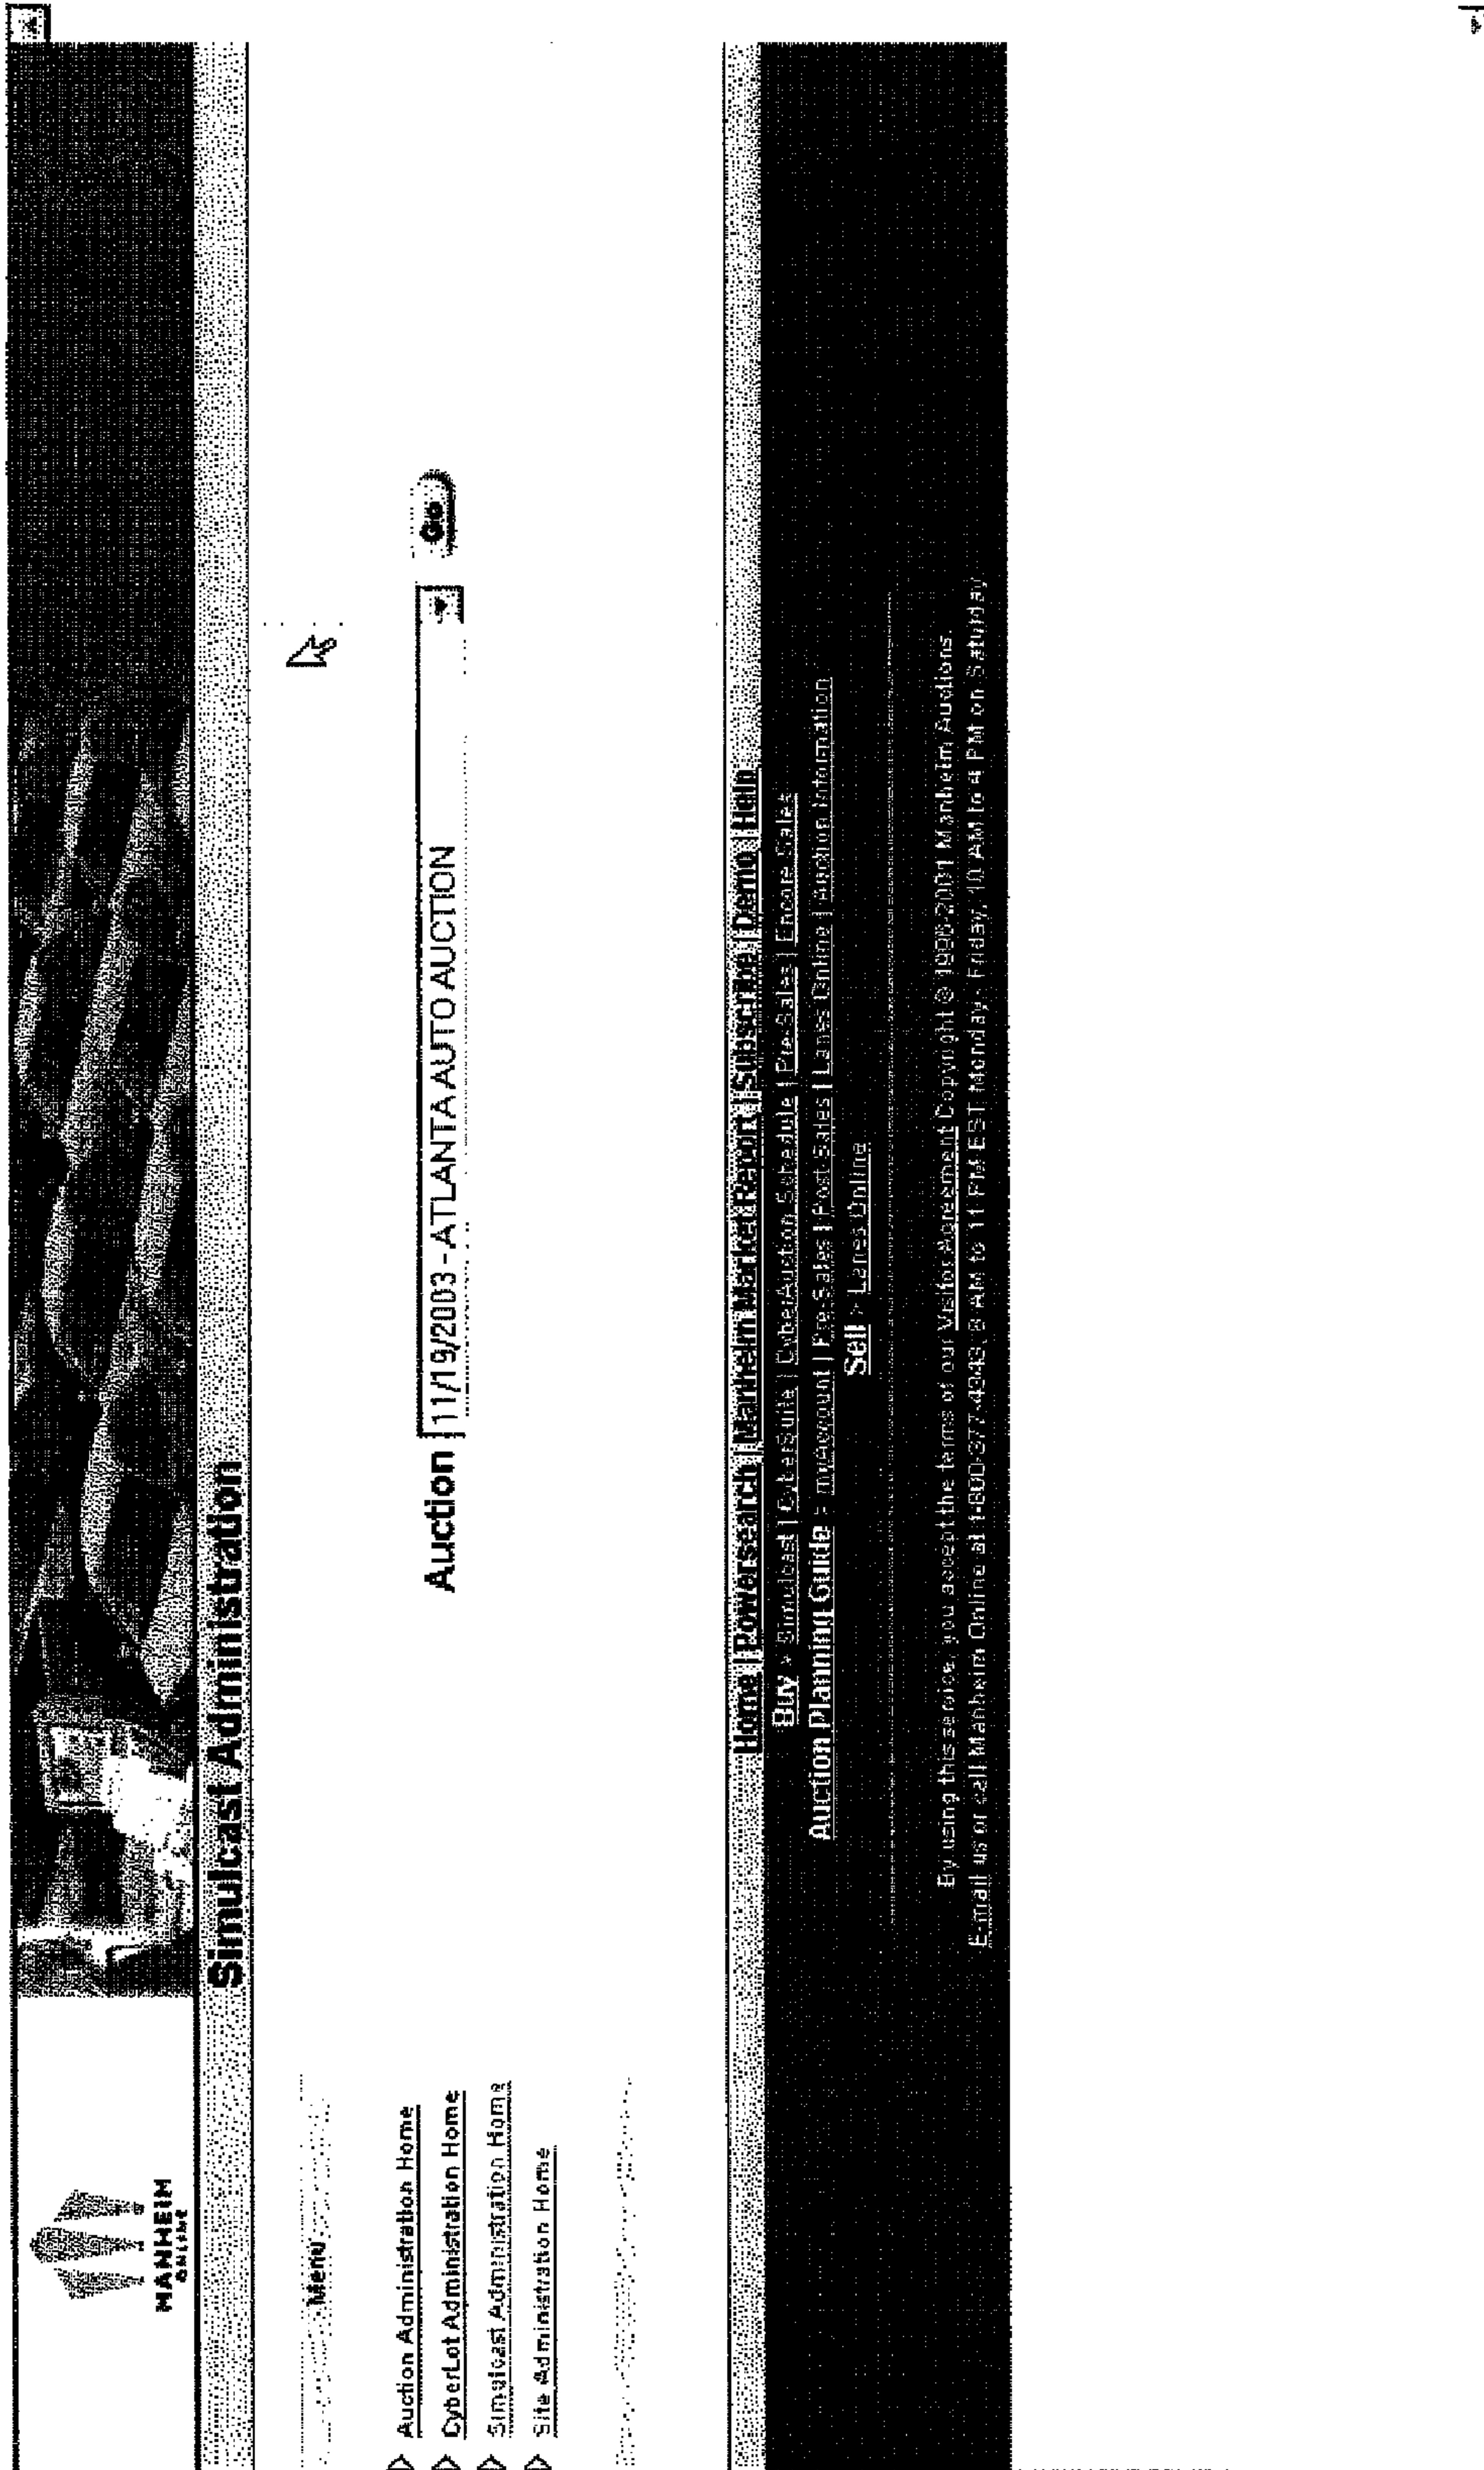 MANHEIM
ONLINE
Simulcast Administration
Menu
Auction Administration Home
CyberLot Administration Home
Simulcast Administration Home
Site Administration Home
Auction 11/19/2003 - ATLANTA AUTO AUCTION Go
Home | Powersearch | Manheim Market Report | Subscribe | Demo | Help
Buy > Simulcast | Cybersuite | CyberAuction Schedule | Pre-Sales | Encore Sales
Auction Planning Guide > myAccount | Pre-Sales | Post Sales | Lanes Online | Auction Information
Sell > Lanes Online
By using this service, you accept the terms of our Visitor Agreement Copyright © 1996-2001 Manheim Auctions.
E-mail us or call Manheim Online at 1-800-377-4943 (8 AM to 11 PM EST Monday - Friday, 10 AM to 4 PM on Saturday